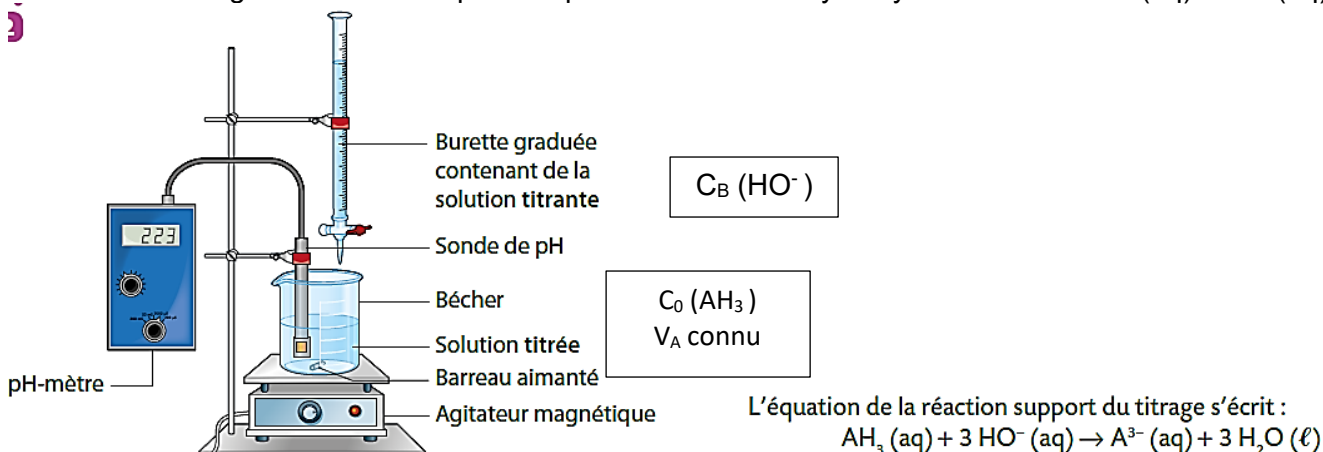 Burette graduée
contenant de la
solution titrante
C_B (HO⁻ )
223
Sonde de pH
Bécher
C₀ (AH₃ )
V_A connu
Solution titrée
pH-mètre
Barreau aimanté
Agitateur magnétique
L'équation de la réaction support du titrage s'écrit :
AH₃ (aq) + 3 HO⁻ (aq) → A³⁻ (aq) + 3 H₂O (ℓ)